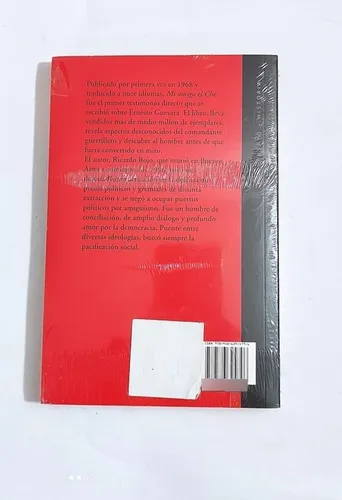 Publicado por primera vez en 1968 y
traducido a once idiomas, Mi amigo el Che
fue el primer testimonio directo que se
escribió sobre Ernesto Guevara. El libro, lleva
vendidos más de medio millón de ejemplares,
revela aspectos desconocidos del comandante
guerrillero y descubre al hombre antes de que
fuere convertido en mito.
El autor, Ricardo Rojo, que murió en Buenos
Aires
presos políticos y gremiales de distinta
extracción y se negó a ocupar puestos
políticos por amiguismo. Fue un hombre de
conciliación, de amplio diálogo y profundo
amor por la democracia. Puente entre
diversas ideologías, buscó siempre la
pacificación social.
ISBN